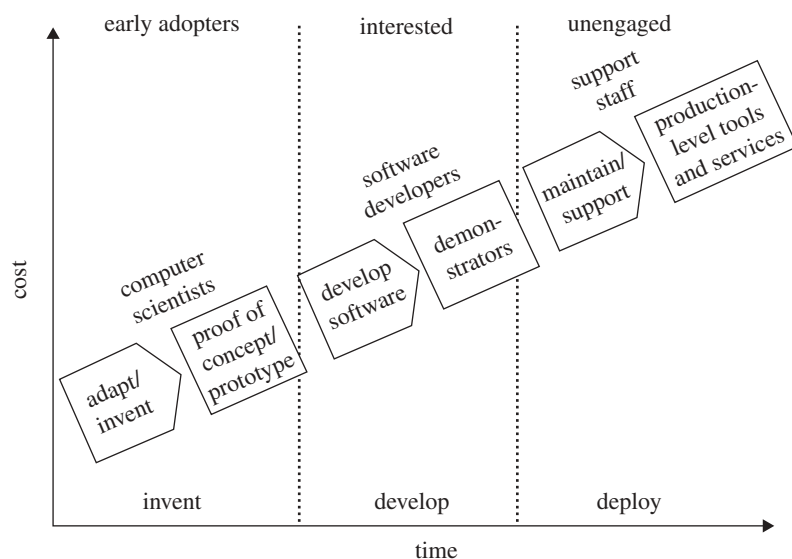 early adopters
interested
unengaged
support
staff
production-
level tools
and services
maintain/
support
software
developers
demon-
strators
develop
software
computer
scientists
proof of
concept/
prototype
adapt/
invent
cost
invent
develop
deploy
time